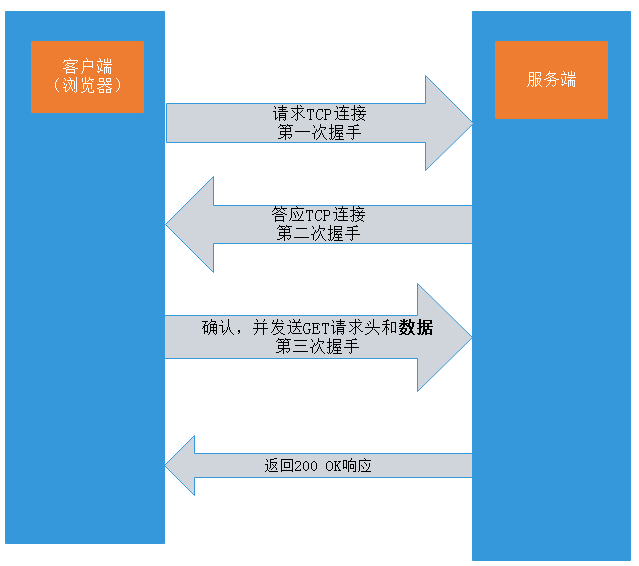 客户端
（浏览器）
服务端
请求TCP连接
第一次握手
答应TCP连接
第二次握手
确认，并发送GET请求头和数据
第三次握手
返回200 OK响应